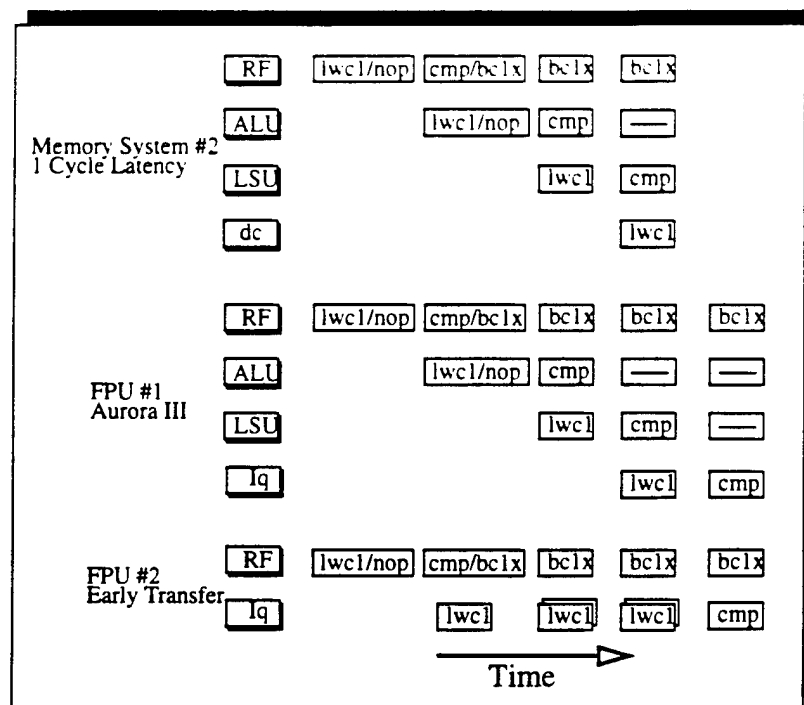 RF lwc1/nop cmp/bc1x bc1x bc1x
ALU lwc1/nop cmp —
Memory System #2
1 Cycle Latency
LSU lwc1 cmp
dc lwc1
RF lwc1/nop cmp/bc1x bc1x bc1x bc1x
ALU lwc1/nop cmp — —
FPU #1
Aurora III
LSU lwc1 cmp —
Iq lwc1 cmp
RF lwc1/nop cmp/bc1x bc1x bc1x bc1x
FPU #2
Early Transfer
Iq lwc1 lwc1 lwc1 cmp
Time